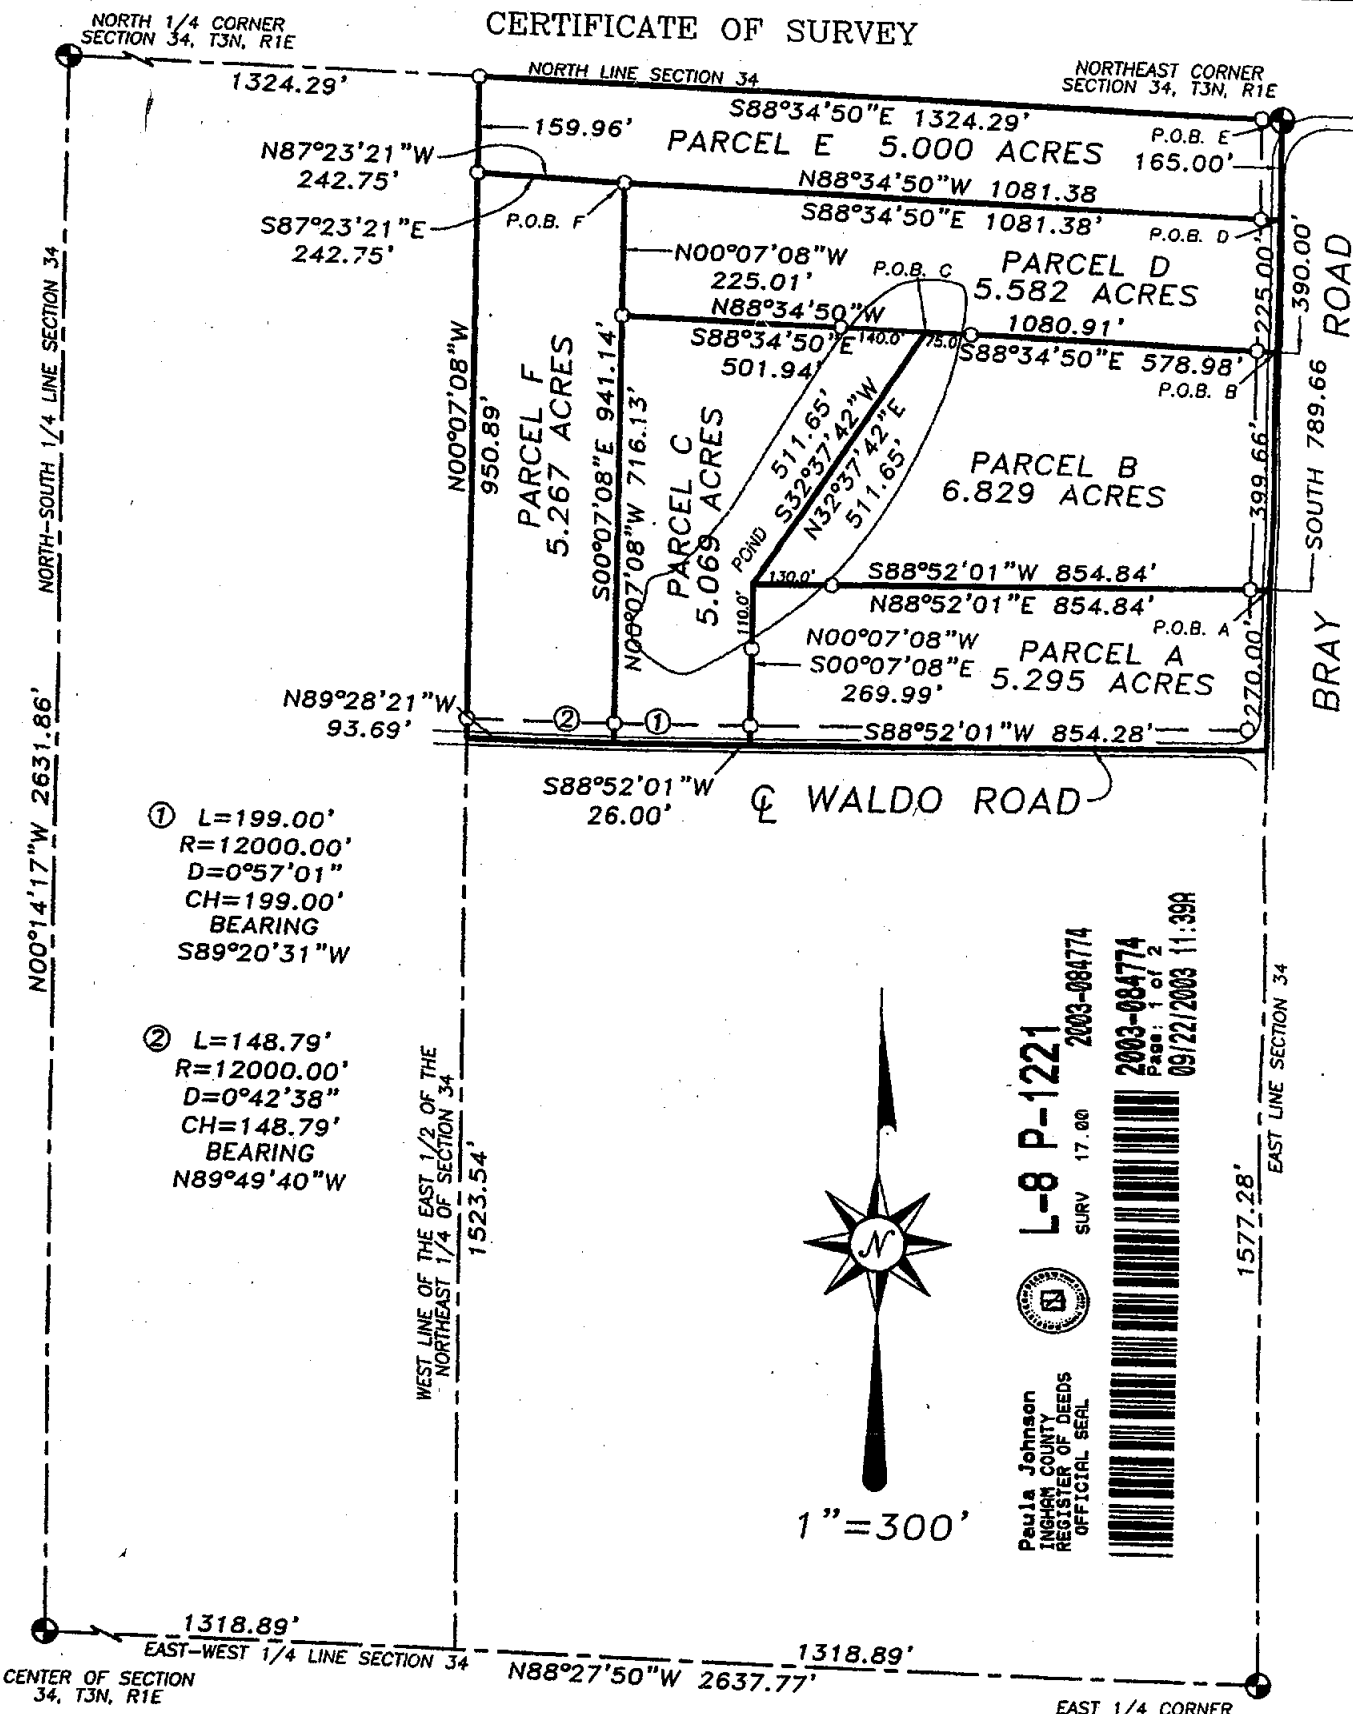 CERTIFICATE OF SURVEY
NORTH 1/4 CORNER
SECTION 34, T3N, R1E
1324.29'
NORTH LINE SECTION 34
NORTHEAST CORNER
SECTION 34, T3N, R1E
S88°34'50"E 1324.29'
P.O.B. E
159.96'
PARCEL E 5.000 ACRES
165.00'
N87°23'21"W
242.75'
N88°34'50"W 1081.38
S88°34'50"E 1081.38'
P.O.B. F
P.O.B. D
S87°23'21"E
242.75'
N00°07'08"W
225.01'
P.O.B. C
PARCEL D
5.582 ACRES
225.00'
390.00'
N88°34'50"W
1080.91'
S88°34'50"E
501.94'
140.0'
75.0
S88°34'50"E 578.98'
P.O.B. B
BRAY ROAD
NORTH-SOUTH 1/4 LINE SECTION 34
N00°14'17"W 2631.86'
N00°07'08"W
950.89'
PARCEL F
5.267 ACRES
S00°07'08"E 941.14'
N00°07'08"W 716.13'
PARCEL C
5.069 ACRES
511.65'
S32°37'42"W
N32°37'42"E
511.65'
POND
PARCEL B
6.829 ACRES
399.66'
SOUTH 789.66
130.0'
S88°52'01"W 854.84'
N88°52'01"E 854.84'
P.O.B. A
110.0'
N00°07'08"W
S00°07'08"E
269.99'
PARCEL A
5.295 ACRES
270.00'
N89°28'21"W
93.69'
2
1
S88°52'01"W 854.28'
S88°52'01"W
26.00'
CL WALDO ROAD
1 L=199.00'
R=12000.00'
D=0°57'01"
CH=199.00'
BEARING
S89°20'31"W
2 L=148.79'
R=12000.00'
D=0°42'38"
CH=148.79'
BEARING
N89°49'40"W
WEST LINE OF THE EAST 1/2 OF THE
NORTHEAST 1/4 OF SECTION 34
1523.54'
N
1"=300'
Paula Johnson
INGHAM COUNTY
REGISTER OF DEEDS
OFFICIAL SEAL
L-8 P-1221
SURV 17.00
2003-084774
2003-084774
Page: 1 of 2
09/22/2003 11:39A
EAST LINE SECTION 34
1577.28'
1318.89'
EAST-WEST 1/4 LINE SECTION 34
1318.89'
N88°27'50"W 2637.77'
CENTER OF SECTION
34, T3N, R1E
EAST 1/4 CORNER